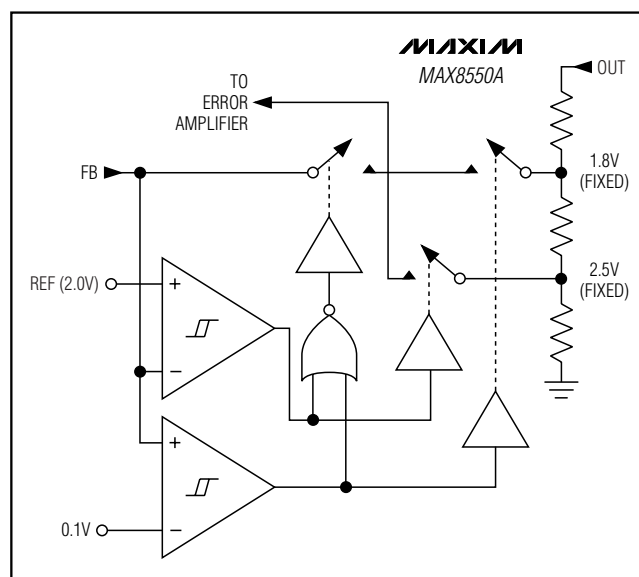 MAXIM
MAX8550A
OUT
TO
ERROR
AMPLIFIER
FB
1.8V
(FIXED)
REF (2.0V)
+
−
2.5V
(FIXED)
+
−
0.1V